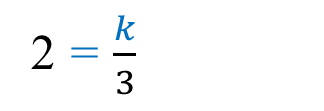 2 = k/3